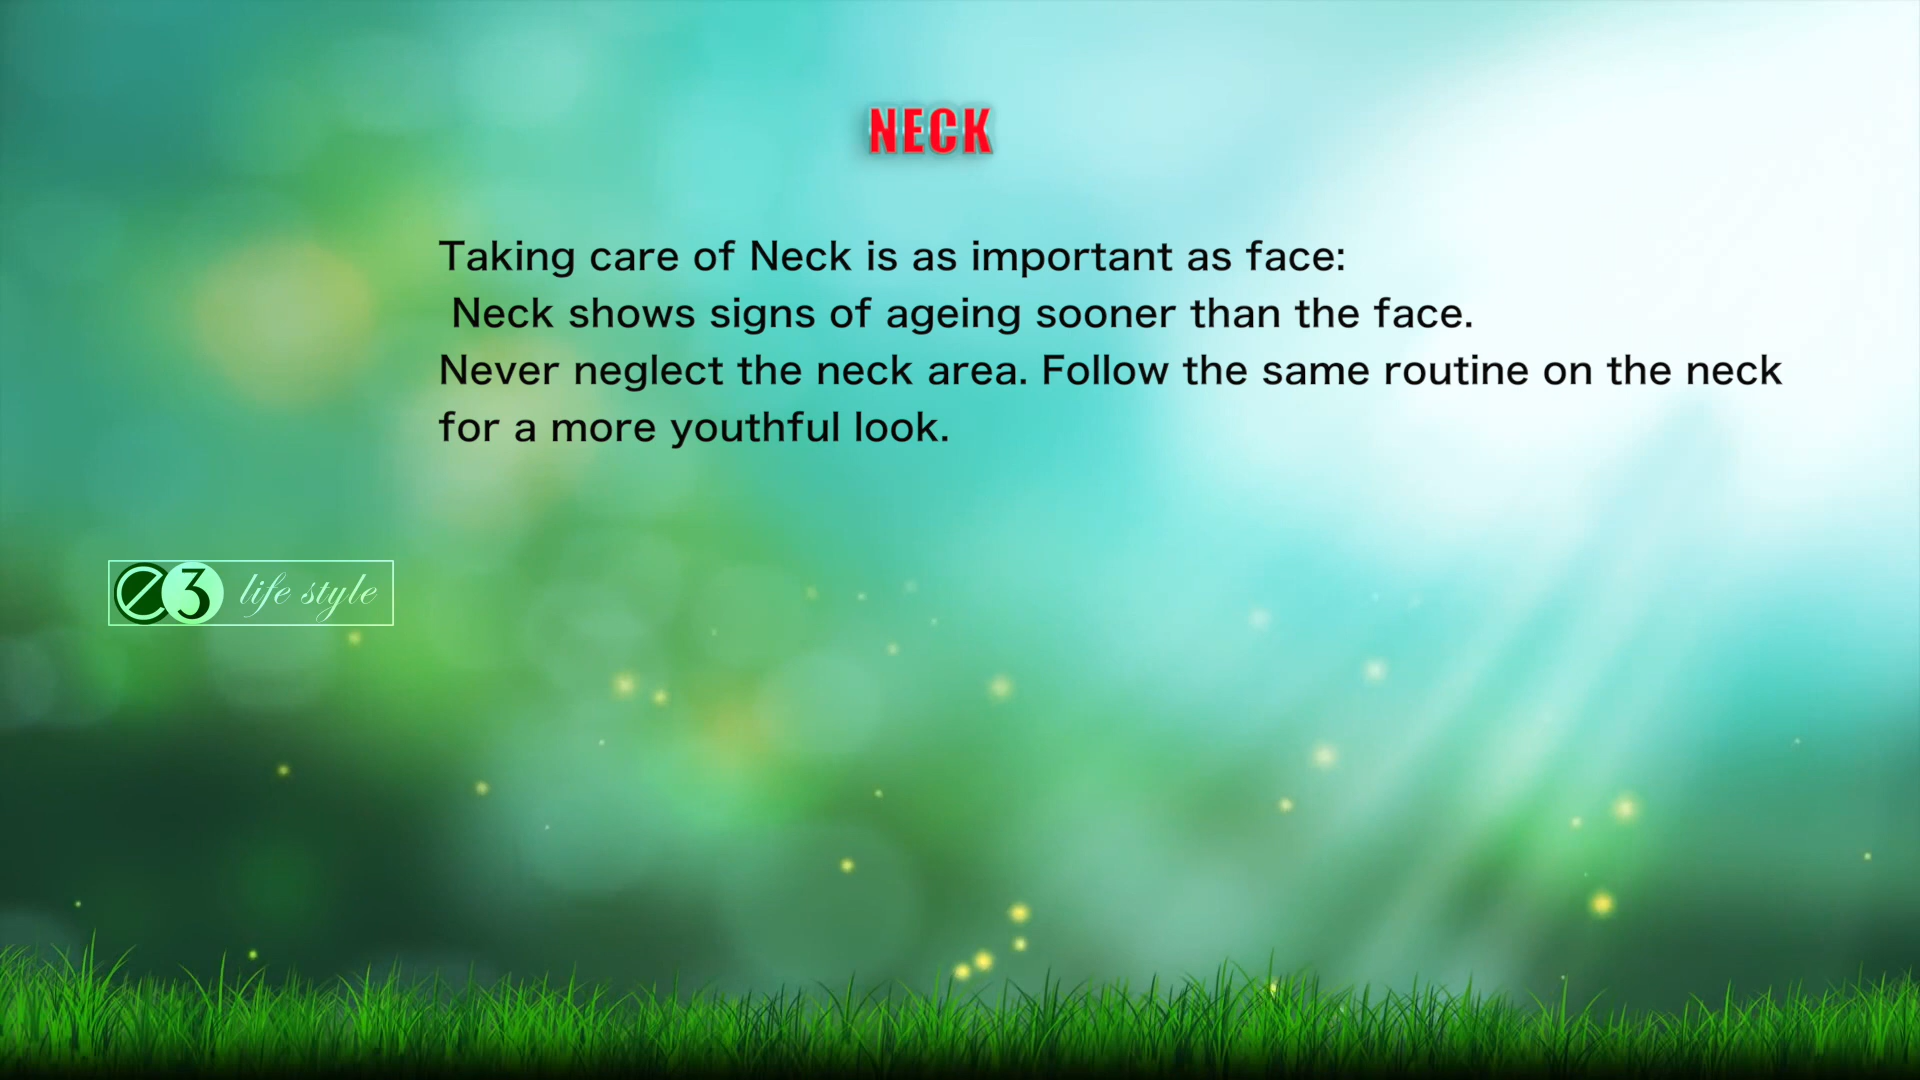 NECK
Taking care of Neck is as important as face:
Neck shows signs of ageing sooner than the face.
Never neglect the neck area. Follow the same routine on the neck
for a more youthful look.
e3 life style